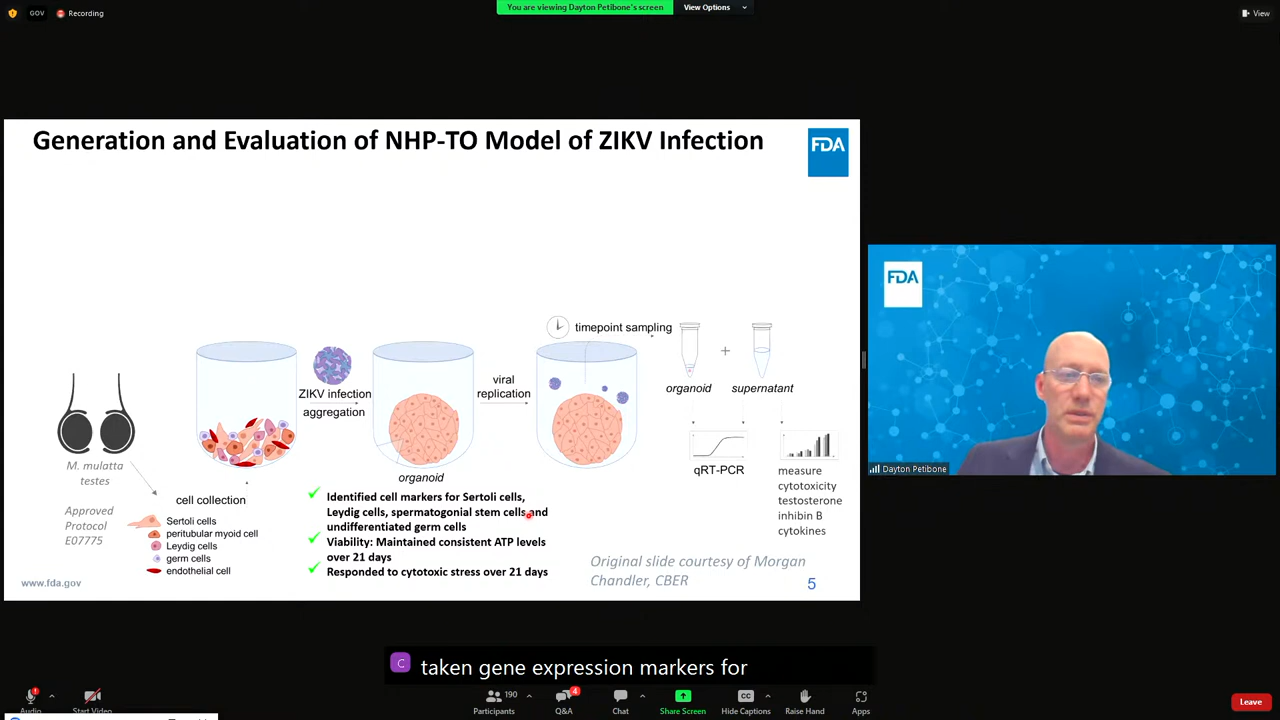 GOV
Recording
You are viewing Dayton Petibone's screen
View Options
View
Generation and Evaluation of NHP-TO Model of ZIKV Infection
FDA
FDA
timepoint sampling
ZIKV infection
aggregation
viral
replication
organoid
supernatant
M. mulatta
testes
organoid
qRT-PCR
measure
cytotoxicity
testosterone
inhibin B
cytokines
Approved
Protocol
E07775
cell collection
Sertoli cells
peritubular myoid cell
Leydig cells
germ cells
endothelial cell
Identified cell markers for Sertoli cells,
Leydig cells, spermatogonial stem cells and
undifferentiated germ cells
Viability: Maintained consistent ATP levels
over 21 days
Responded to cytotoxic stress over 21 days
Original slide courtesy of Morgan
Chandler, CBER
www.fda.gov
5
Dayton Petibone
C
taken gene expression markers for
Audio
Start Video
190
Participants
4
Q&A
Chat
Share Screen
CC
Hide Captions
Raise Hand
Apps
Leave